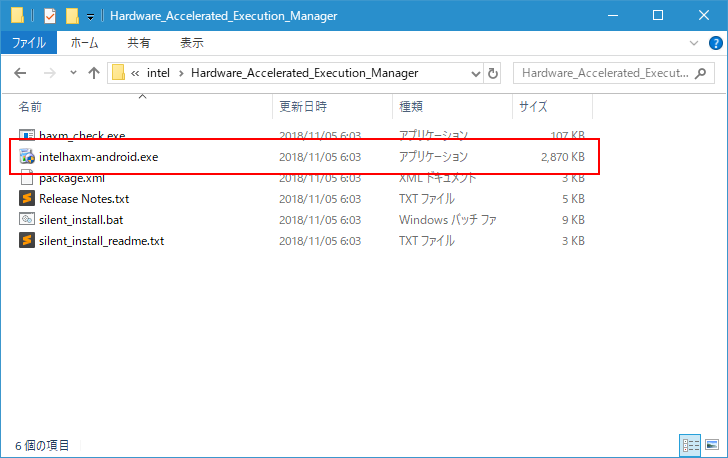 Hardware_Accelerated_Execution_Manager
ファイル ホーム 共有 表示
intel Hardware_Accelerated_Execution_Manager Hardware_Accelerated_Execut...
名前 更新日時 種類 サイズ
haxm_check.exe 2018/11/05 6:03 アプリケーション 107 KB
intelhaxm-android.exe 2018/11/05 6:03 アプリケーション 2,870 KB
package.xml 2018/11/05 6:03 XML ドキュメント 3 KB
Release Notes.txt 2018/11/05 6:03 TXT ファイル 5 KB
silent_install.bat 2018/11/05 6:03 Windows バッチ ファ 9 KB
silent_install_readme.txt 2018/11/05 6:03 TXT ファイル 3 KB
6 個の項目